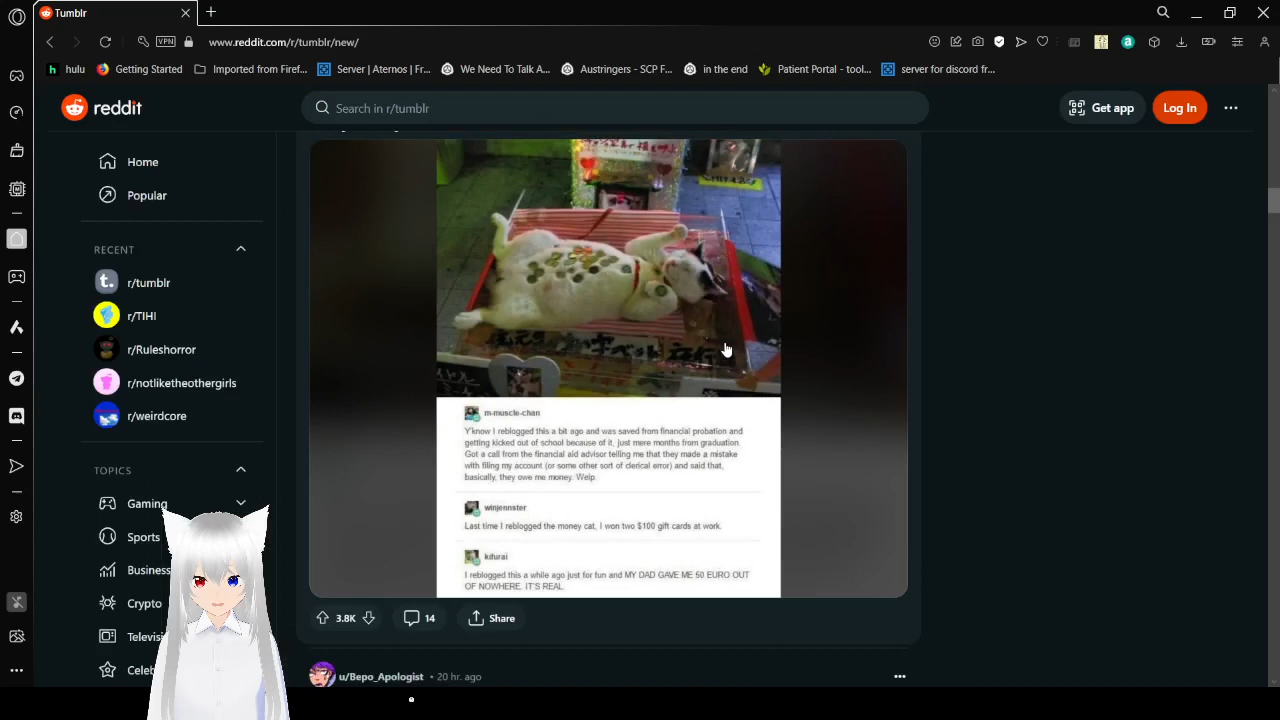 Tumblr
VPN
www.reddit.com/r/tumblr/new/
h hulu
Getting Started
Imported from Firef...
Server | Aternos | Fr...
We Need To Talk A...
Austringers - SCP F...
in the end
Patient Portal - tool...
server for discord fr...
reddit
Search in r/tumblr
Get app
Log In
Home
Popular
RECENT
r/tumblr
r/TIHI
r/Ruleshorror
r/notliketheothergirls
r/weirdcore
TOPICS
Gaming
Sports
Business
Crypto
Televisi
Celeb
m-muscle-chan
Y'know I reblogged this a bit ago and was saved from financial probation and
getting kicked out of school because of it, just mere months from graduation.
Got a call from the financial aid advisor telling me that they made a mistake
with filing my account (or some other sort of clerical error) and said that,
basically, they owe me money. Welp.
winjennster
Last time I reblogged the money cat, I won two $100 gift cards at work.
kifurai
I reblogged this a while ago just for fun and MY DAD GAVE ME 50 EURO OUT
OF NOWHERE. IT'S REAL.
3.8K
14
Share
u/Bepo_Apologist • 20 hr. ago